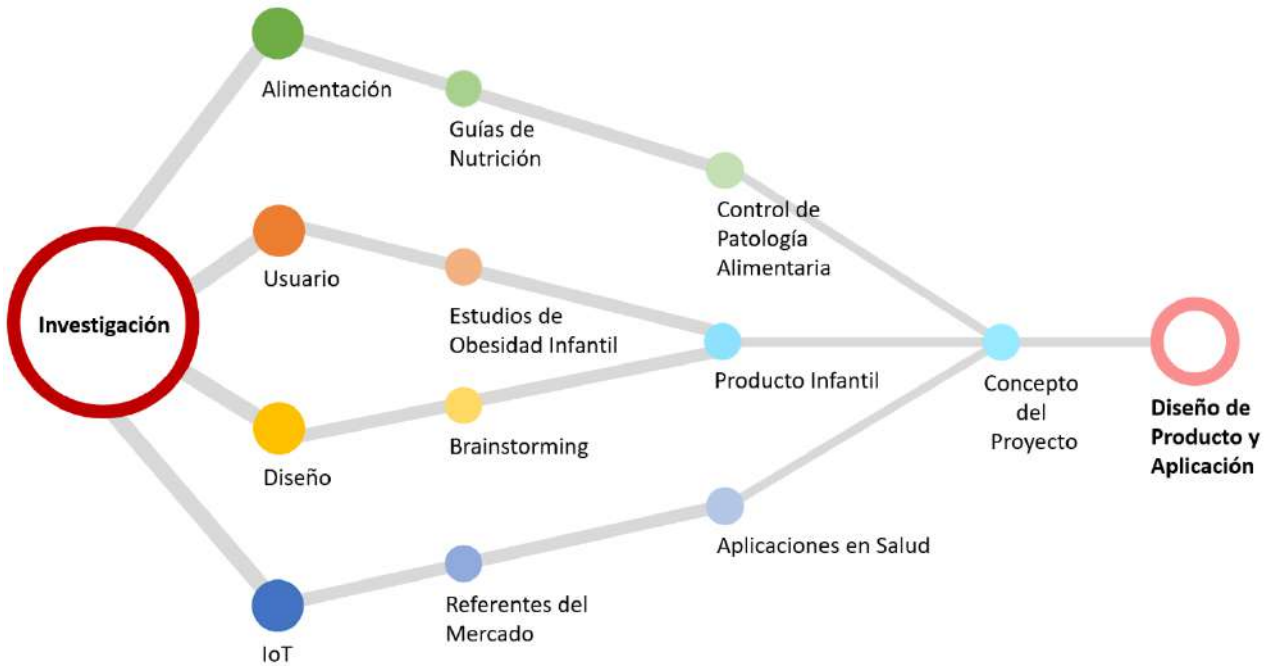 Alimentación
Guías de
Nutrición
Control de
Patología
Alimentaria
Usuario
Estudios de
Obesidad Infantil
Investigación
Producto Infantil
Concepto
del
Proyecto
Diseño de
Producto y
Aplicación
Brainstorming
Diseño
Aplicaciones en Salud
Referentes del
Mercado
IoT